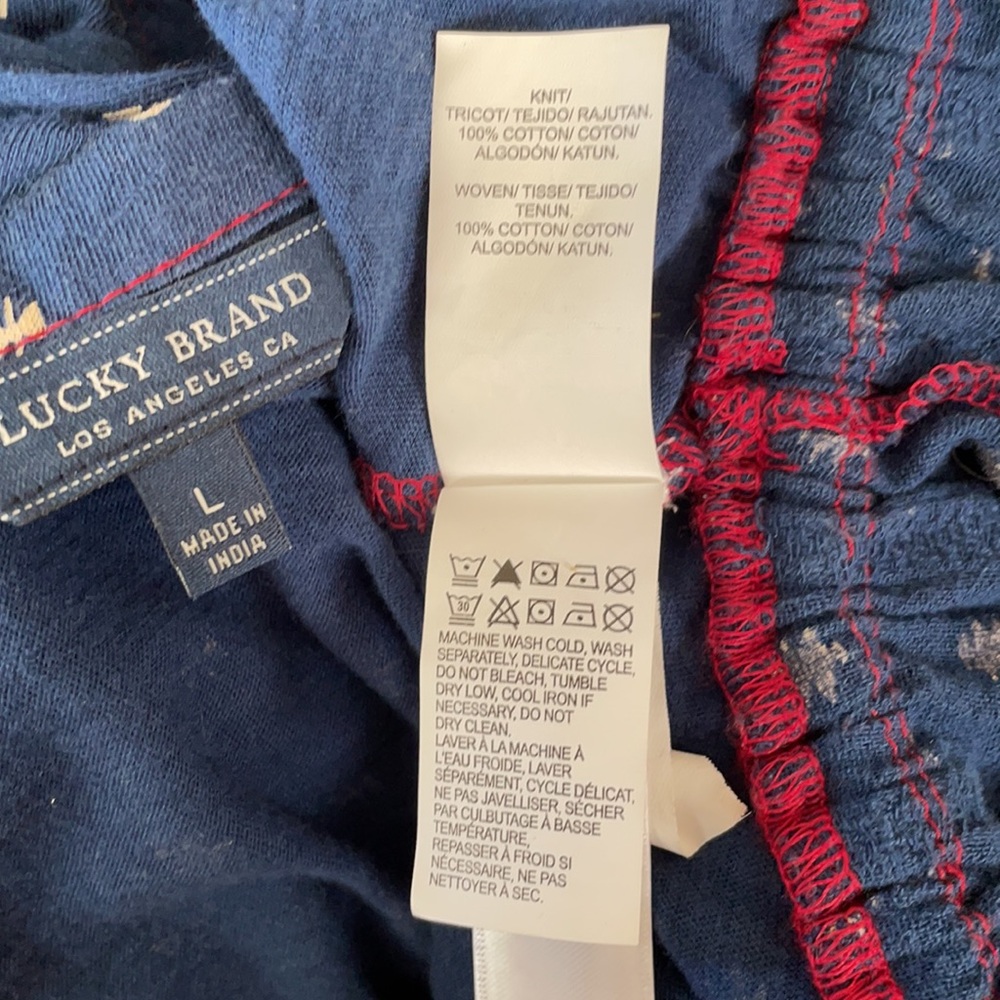 LUCKY BRAND
LOS ANGELES CA
L
MADE IN
INDIA
KNIT/
TRICOT/ TEJIDO/ RAJUTAN.
100% COTTON/ COTON/
ALGODÓN/ KATUN.
WOVEN/ TISSE/ TEJIDO/
TENUN.
100% COTTON/ COTON/
ALGODÓN/ KATUN.
30
MACHINE WASH COLD, WASH
SEPARATELY, DELICATE CYCLE,
DO NOT BLEACH, TUMBLE
DRY LOW, COOL IRON IF
NECESSARY, DO NOT
DRY CLEAN.
LAVER À LA MACHINE À
L'EAU FROIDE, LAVER
SÉPARÉMENT, CYCLE DÉLICAT,
NE PAS JAVELLISER, SÉCHER
PAR CULBUTAGE À BASSE
TEMPÉRATURE,
REPASSER À FROID SI
NÉCESSAIRE, NE PAS
NETTOYER À SEC.